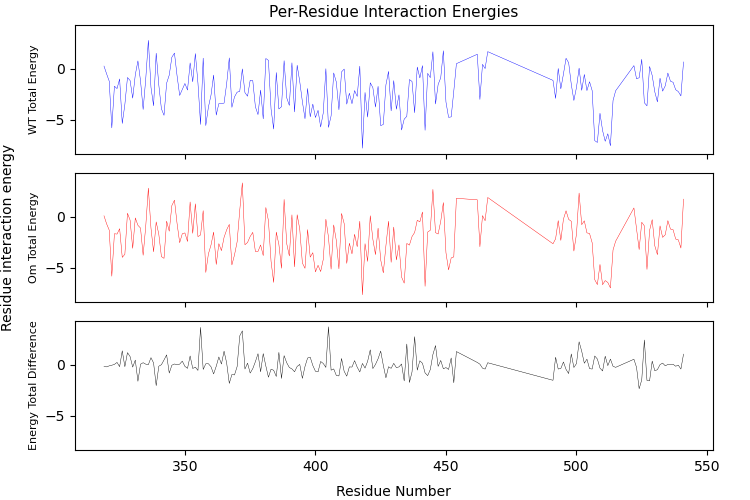 Per-Residue Interaction Energies
Residue interaction energy
WT Total Energy
0
−5
Om Total Energy
0
−5
Energy Total Difference
0
−5
350
400
450
500
550
Residue Number